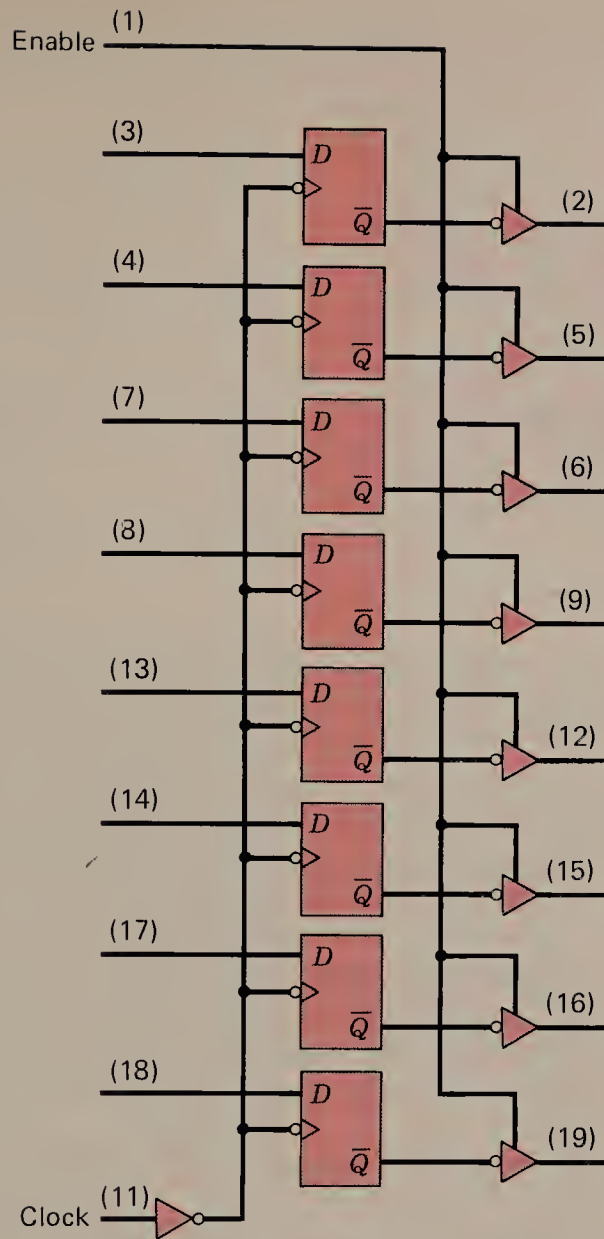 (1)
Enable
(3)
D
Q̅
(2)
(4)
D
Q̅
(5)
(7)
D
Q̅
(6)
(8)
D
Q̅
(9)
(13)
D
Q̅
(12)
(14)
D
Q̅
(15)
(17)
D
Q̅
(16)
(18)
D
Q̅
(19)
(11)
Clock